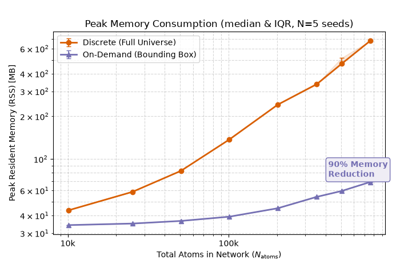 Peak Memory Consumption (median & IQR, N=5 seeds)
Discrete (Full Universe)
On-Demand (Bounding Box)
6 × 10²
4 × 10²
3 × 10²
2 × 10²
10²
6 × 10¹
4 × 10¹
3 × 10¹
Peak Resident Memory (RSS) [MB]
90% Memory
Reduction
10k
100k
Total Atoms in Network (N_atoms)